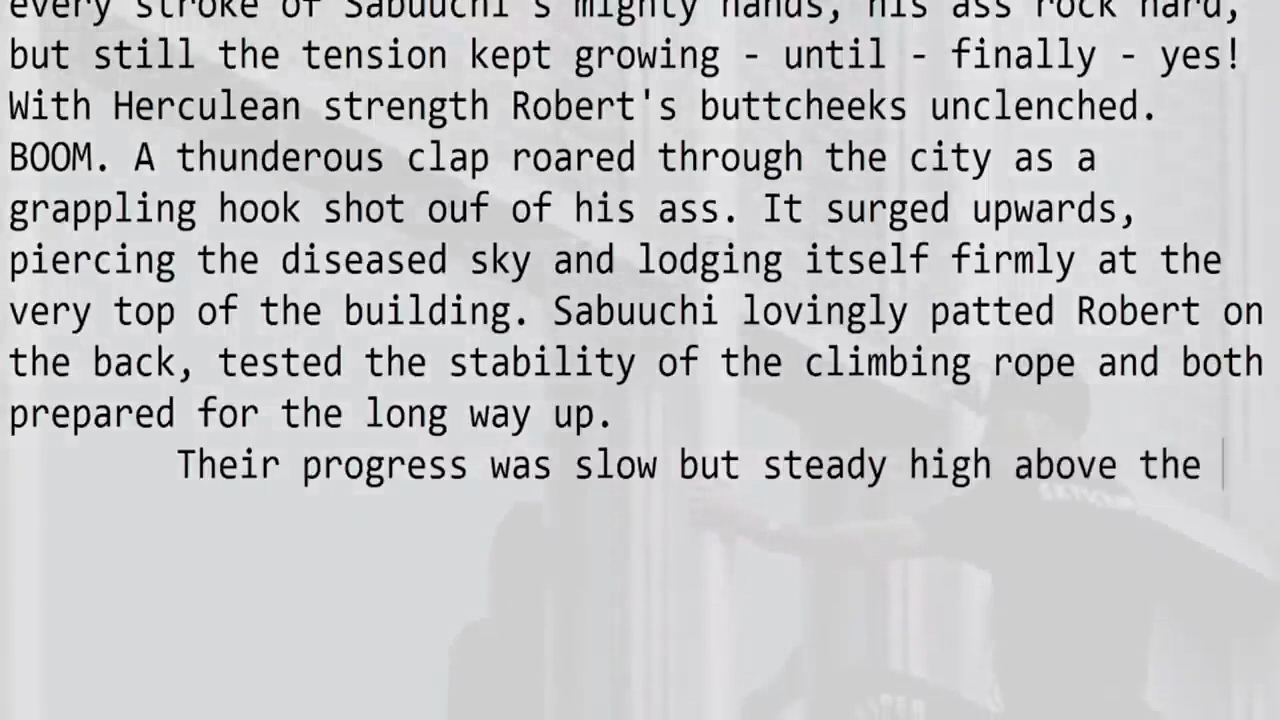 every stroke of Sabuuchi's mighty hands, his ass rock hard,
but still the tension kept growing - until - finally - yes!
With Herculean strength Robert's buttcheeks unclenched.
BOOM. A thunderous clap roared through the city as a
grappling hook shot ouf of his ass. It surged upwards,
piercing the diseased sky and lodging itself firmly at the
very top of the building. Sabuuchi lovingly patted Robert on
the back, tested the stability of the climbing rope and both
prepared for the long way up.
Their progress was slow but steady high above the